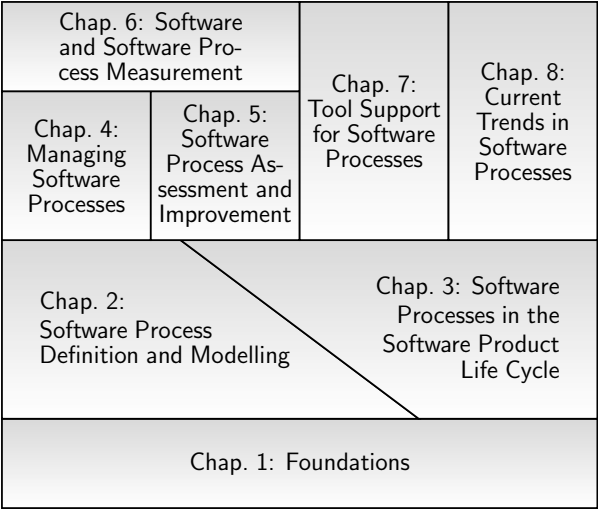 Chap. 6: Software
and Software Pro-
cess Measurement
Chap. 7:
Tool Support
for Software
Processes
Chap. 8:
Current
Trends in
Software
Processes
Chap. 4:
Managing
Software
Processes
Chap. 5:
Software
Process As-
sessment and
Improvement
Chap. 2:
Software Process
Definition and Modelling
Chap. 3: Software
Processes in the
Software Product
Life Cycle
Chap. 1: Foundations